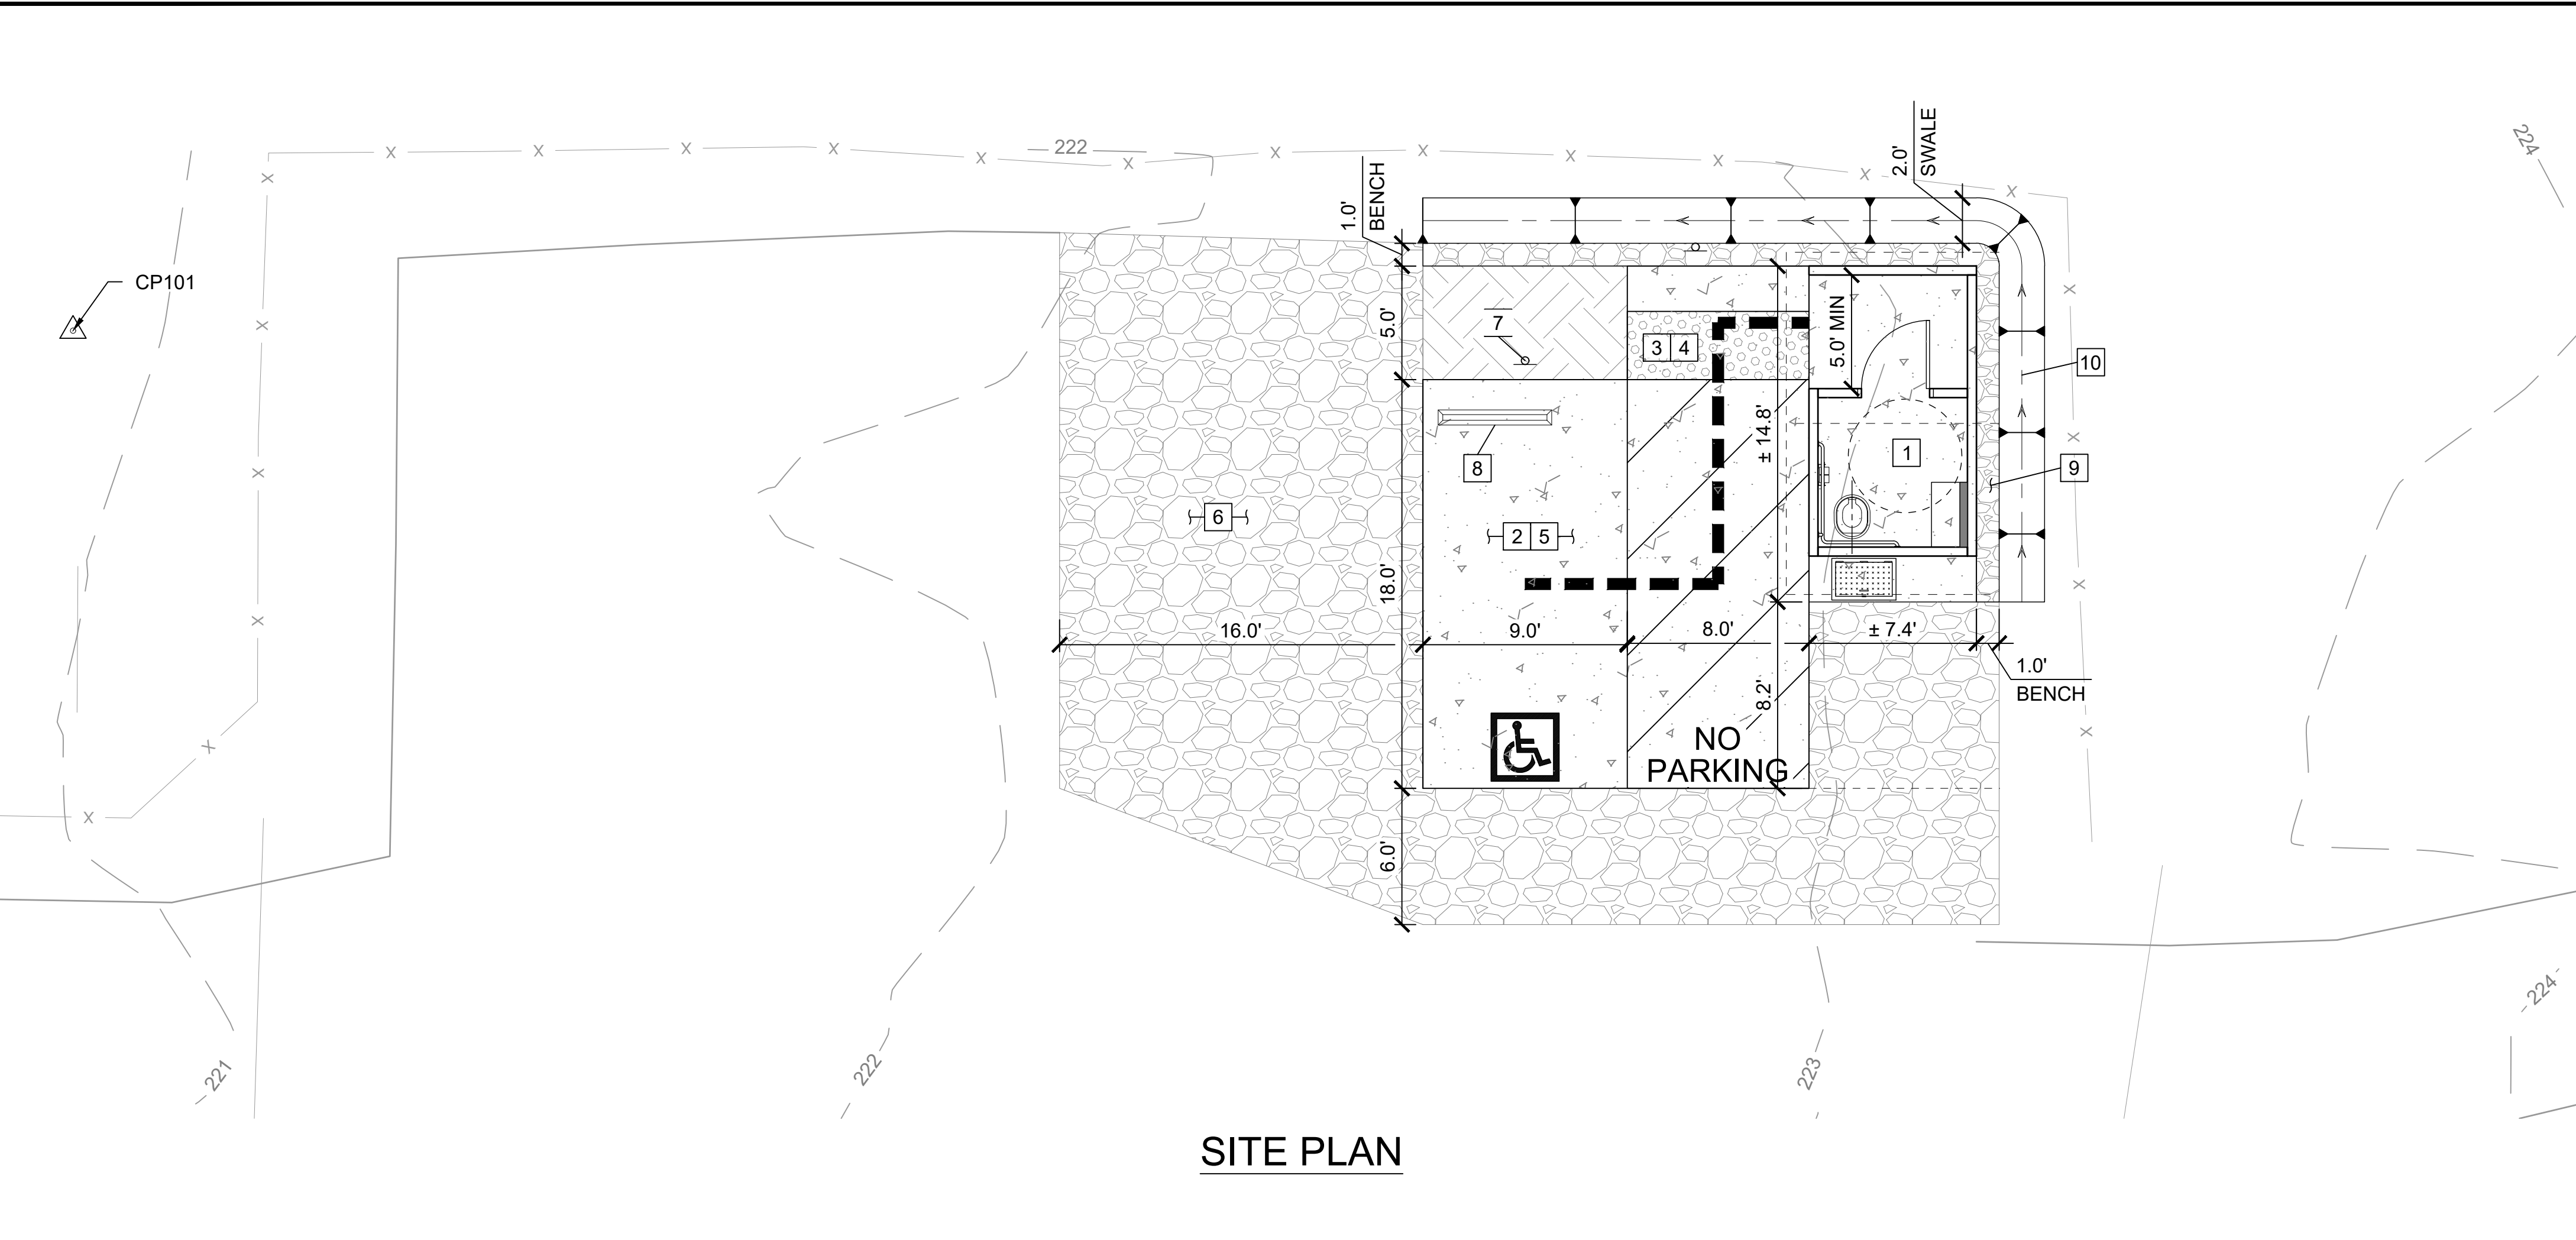 222
224
2.0'
SWALE
1.0'
BENCH
CP101
5.0'
7
3 4
5.0' MIN
10
± 14.8'
8
1
9
6
2 5
18.0'
16.0'
9.0'
8.0'
± 7.4'
1.0'
BENCH
8.2'
NO
PARKING
6.0'
221
222
223
224
X X X X X X X X X X X X
X X X X X X
X X X X X
SITE PLAN